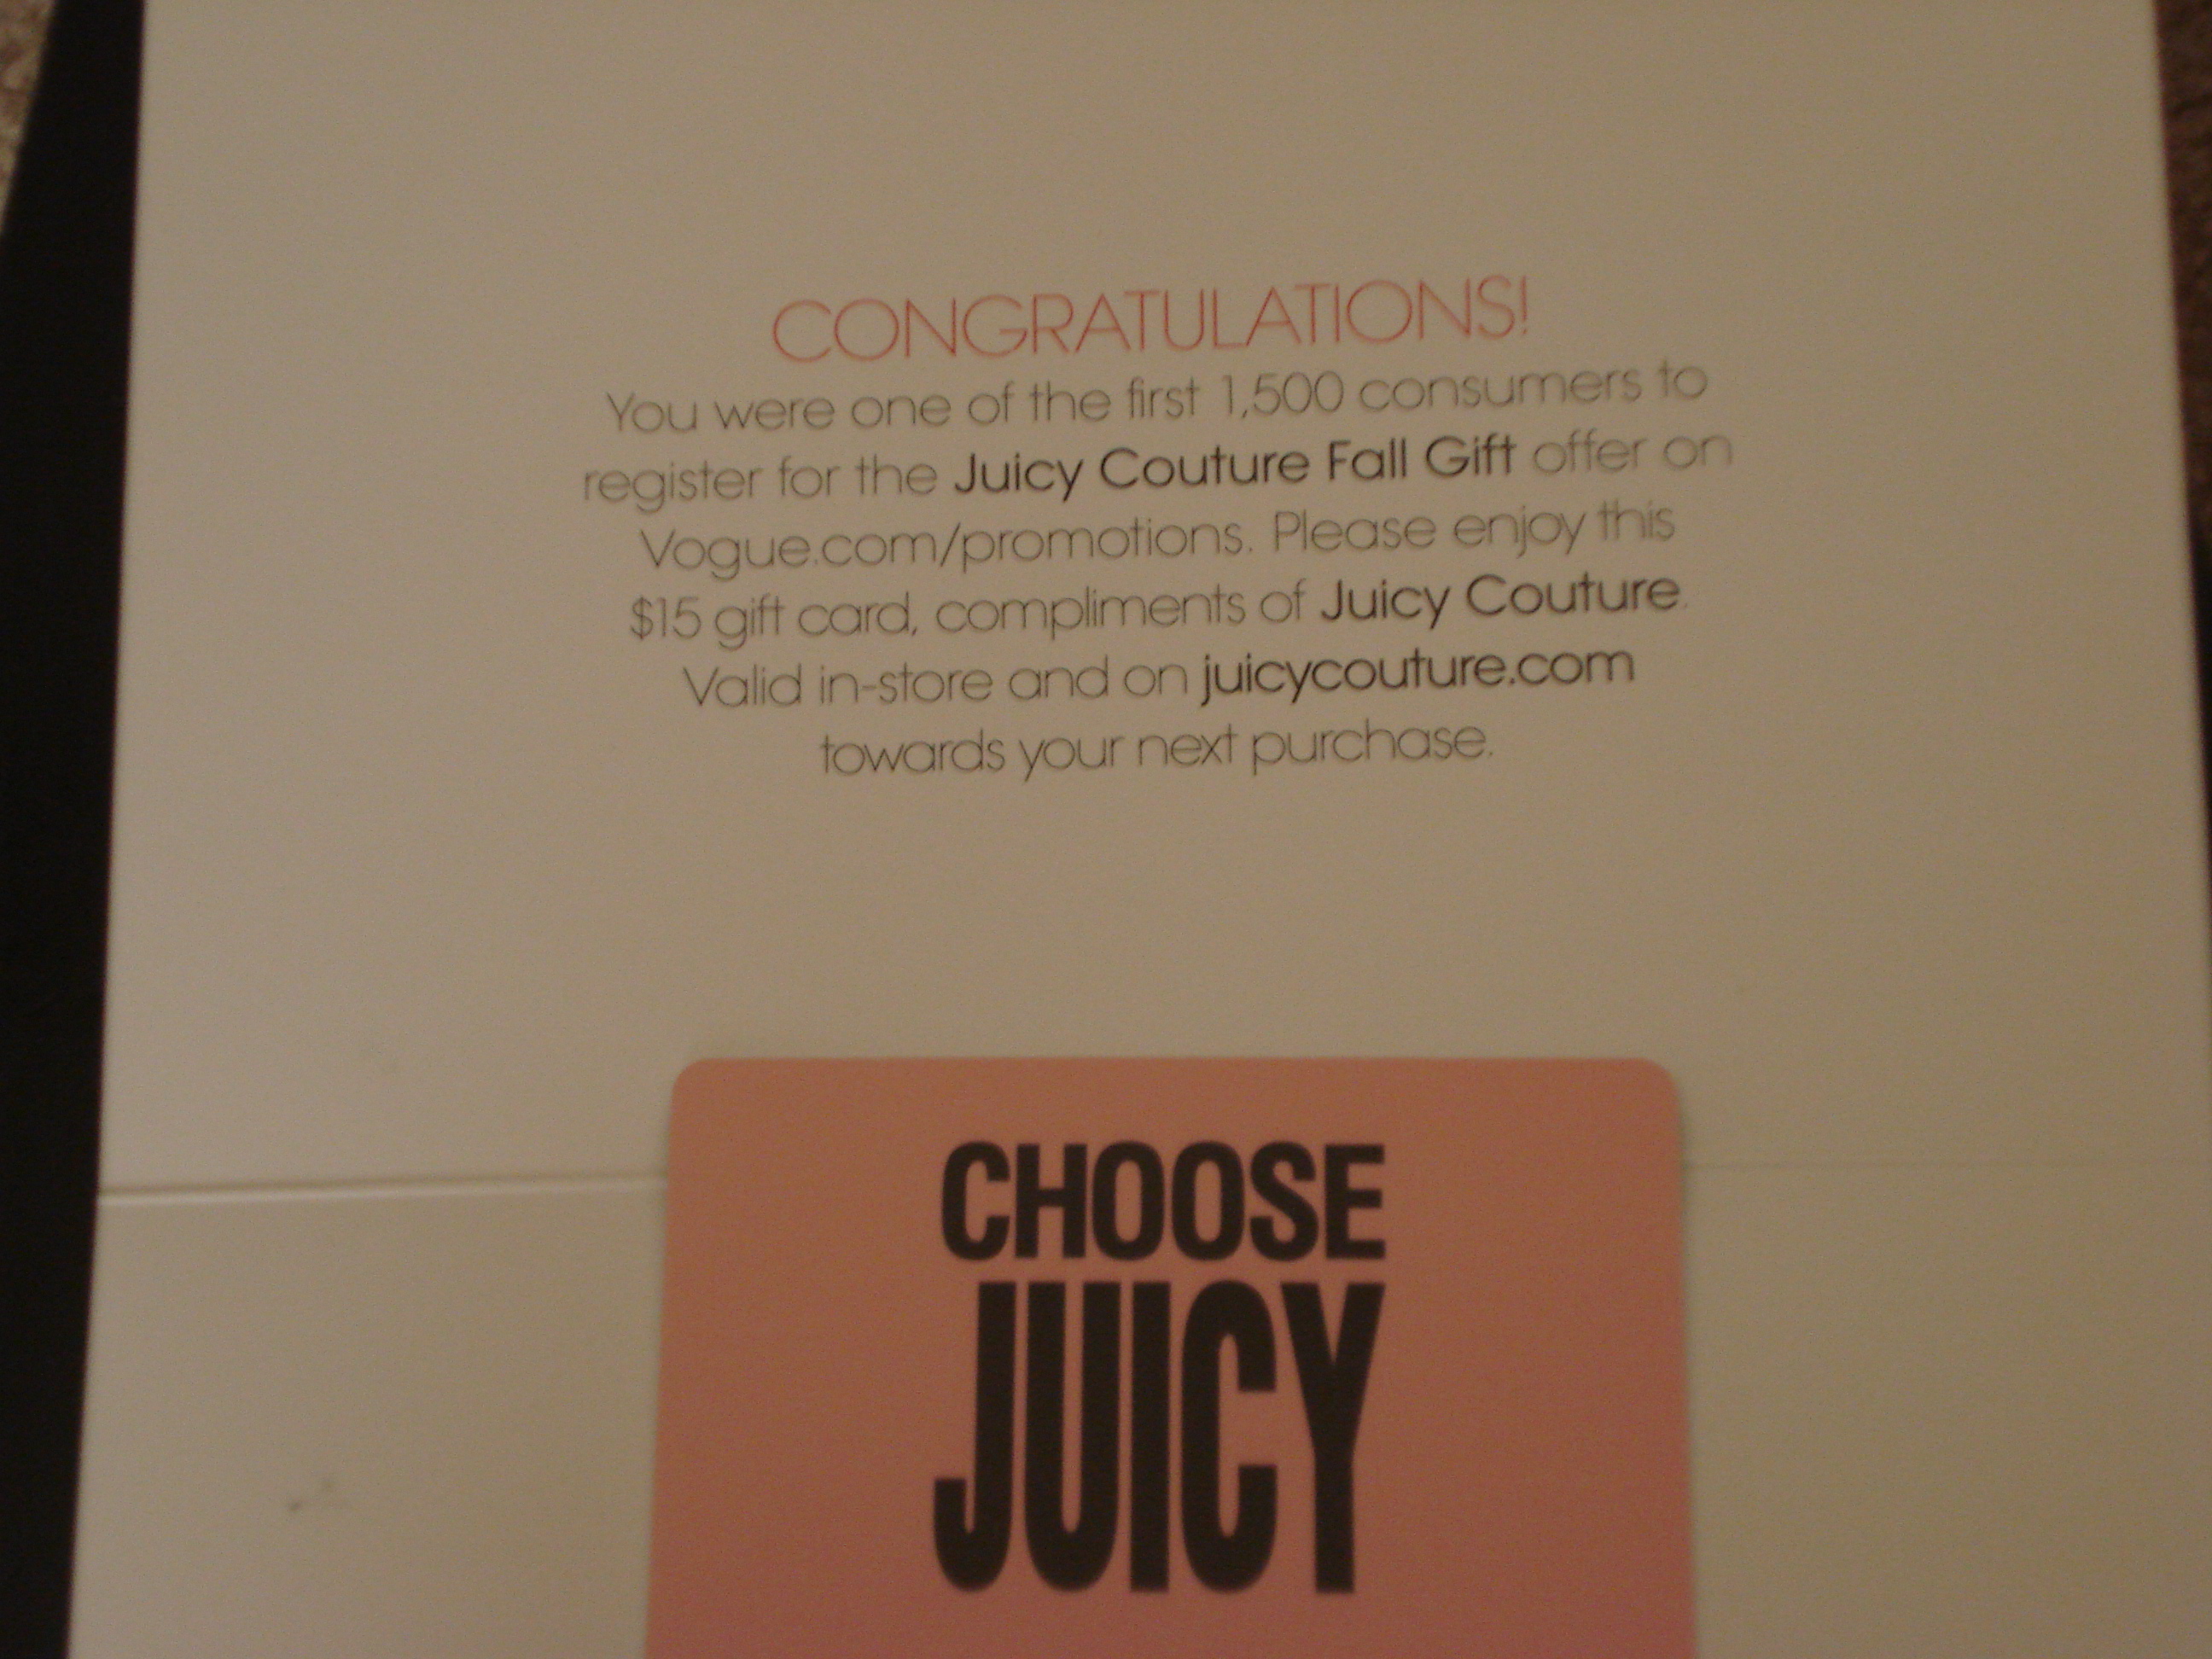 CONGRATULATIONS!
You were one of the first 1,500 consumers to
register for the Juicy Couture Fall Gift offer on
Vogue.com/promotions. Please enjoy this
$15 gift card, compliments of Juicy Couture.
Valid in-store and on juicycouture.com
towards your next purchase.
CHOOSE
JUICY